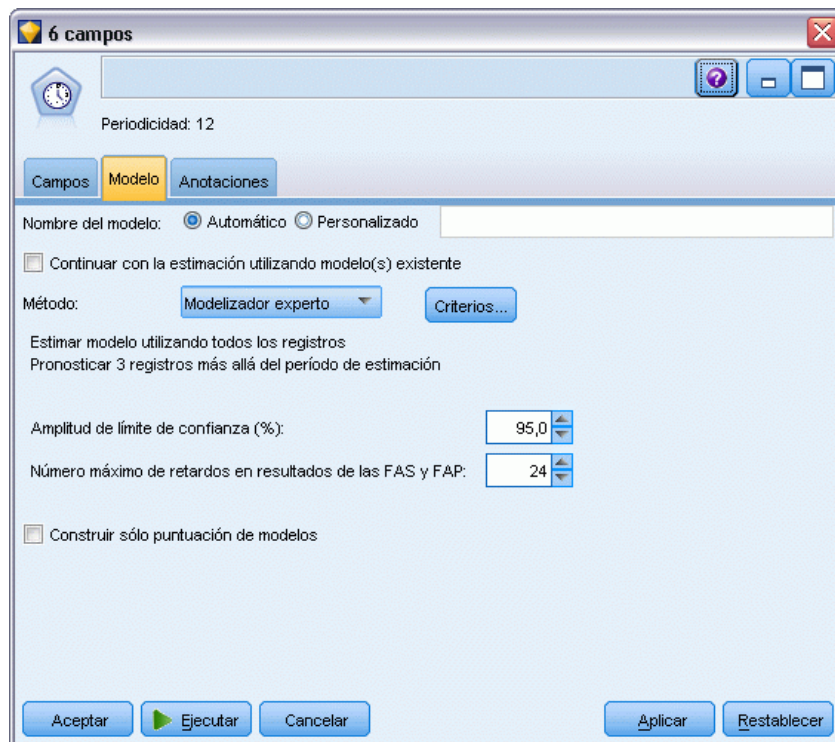 6 campos
Periodicidad: 12
Campos Modelo Anotaciones
Nombre del modelo: Automático Personalizado
Continuar con la estimación utilizando modelo(s) existente
Método: Modelizador experto Criterios...
Estimar modelo utilizando todos los registros
Pronosticar 3 registros más allá del período de estimación
Amplitud de límite de confianza (%): 95,0
Número máximo de retardos en resultados de las FAS y FAP: 24
Construir sólo puntuación de modelos
Aceptar Ejecutar Cancelar Aplicar Restablecer